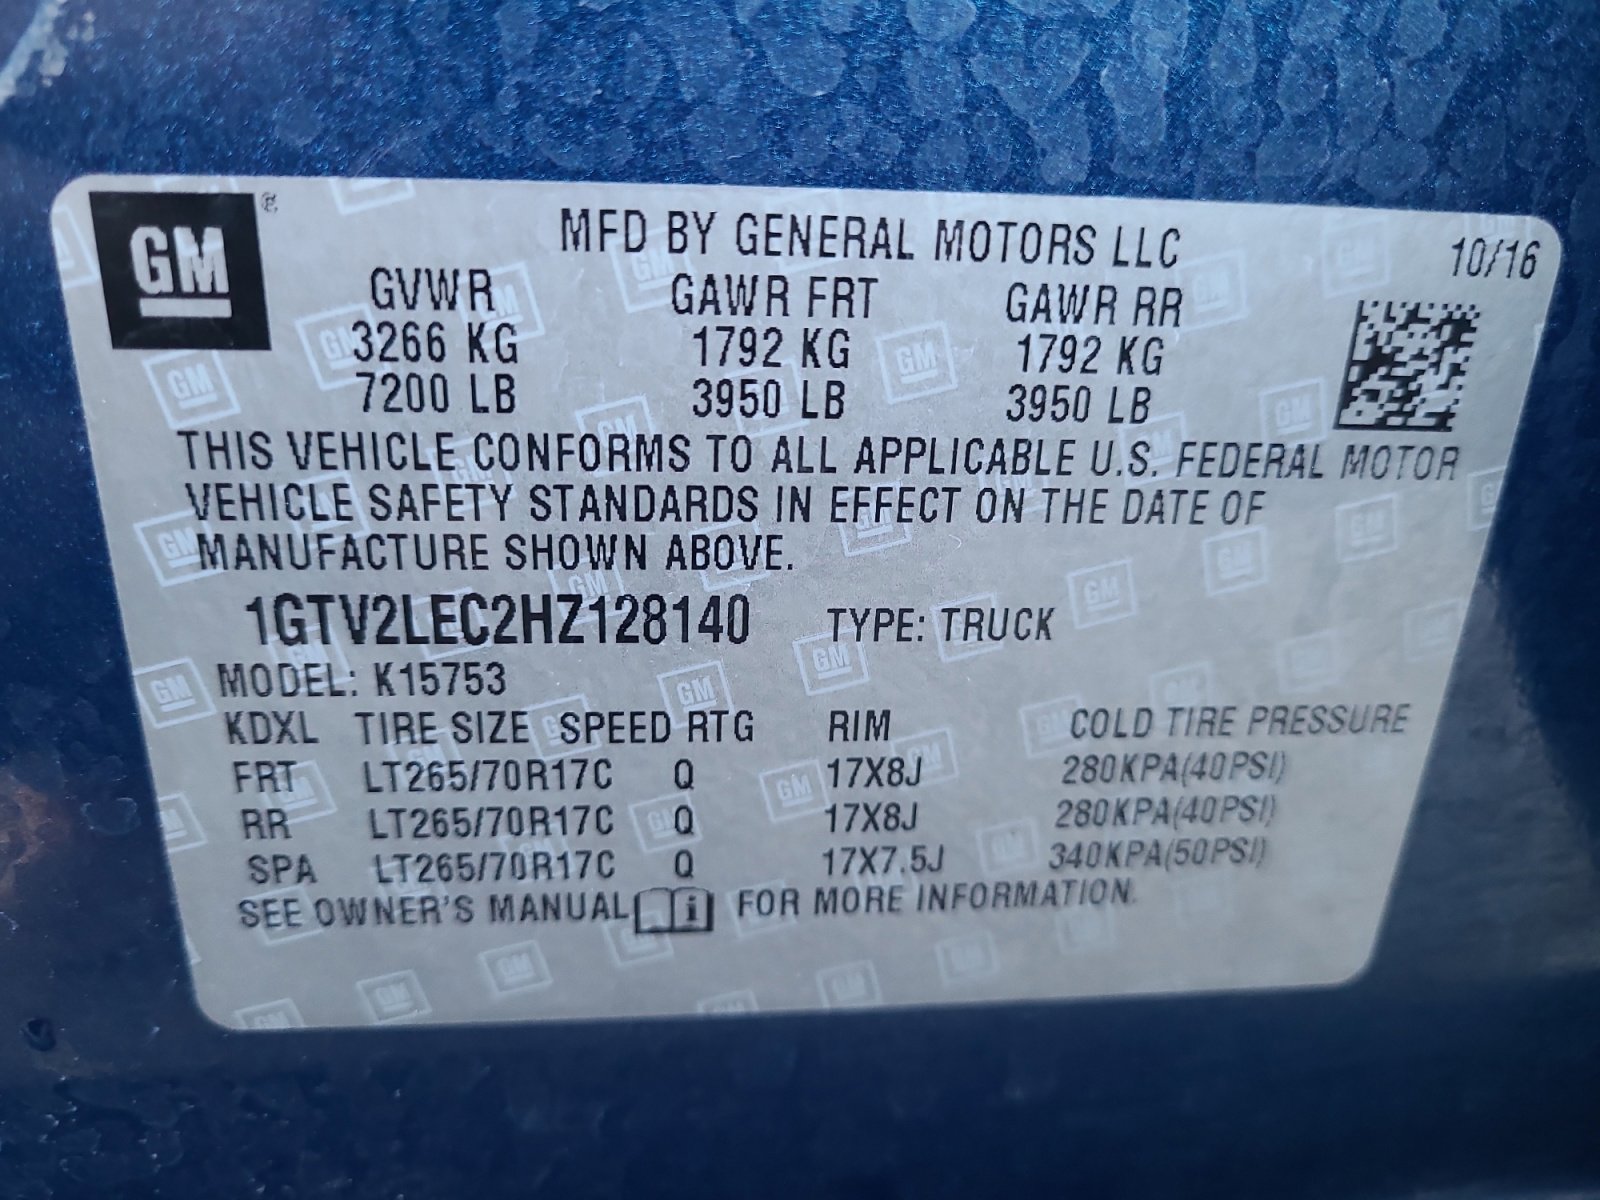 GM ®
MFD BY GENERAL MOTORS LLC 10/16
GVWR GAWR FRT GAWR RR
3266 KG 1792 KG 1792 KG
7200 LB 3950 LB 3950 LB
THIS VEHICLE CONFORMS TO ALL APPLICABLE U.S. FEDERAL MOTOR
VEHICLE SAFETY STANDARDS IN EFFECT ON THE DATE OF
MANUFACTURE SHOWN ABOVE.
1GTV2LEC2HZ128140 TYPE: TRUCK
MODEL: K15753
KDXL TIRE SIZE SPEED RTG RIM COLD TIRE PRESSURE
FRT LT265/70R17C Q 17X8J 280KPA(40PSI)
RR LT265/70R17C Q 17X8J 280KPA(40PSI)
SPA LT265/70R17C Q 17X7.5J 340KPA(50PSI)
SEE OWNER'S MANUAL i FOR MORE INFORMATION.